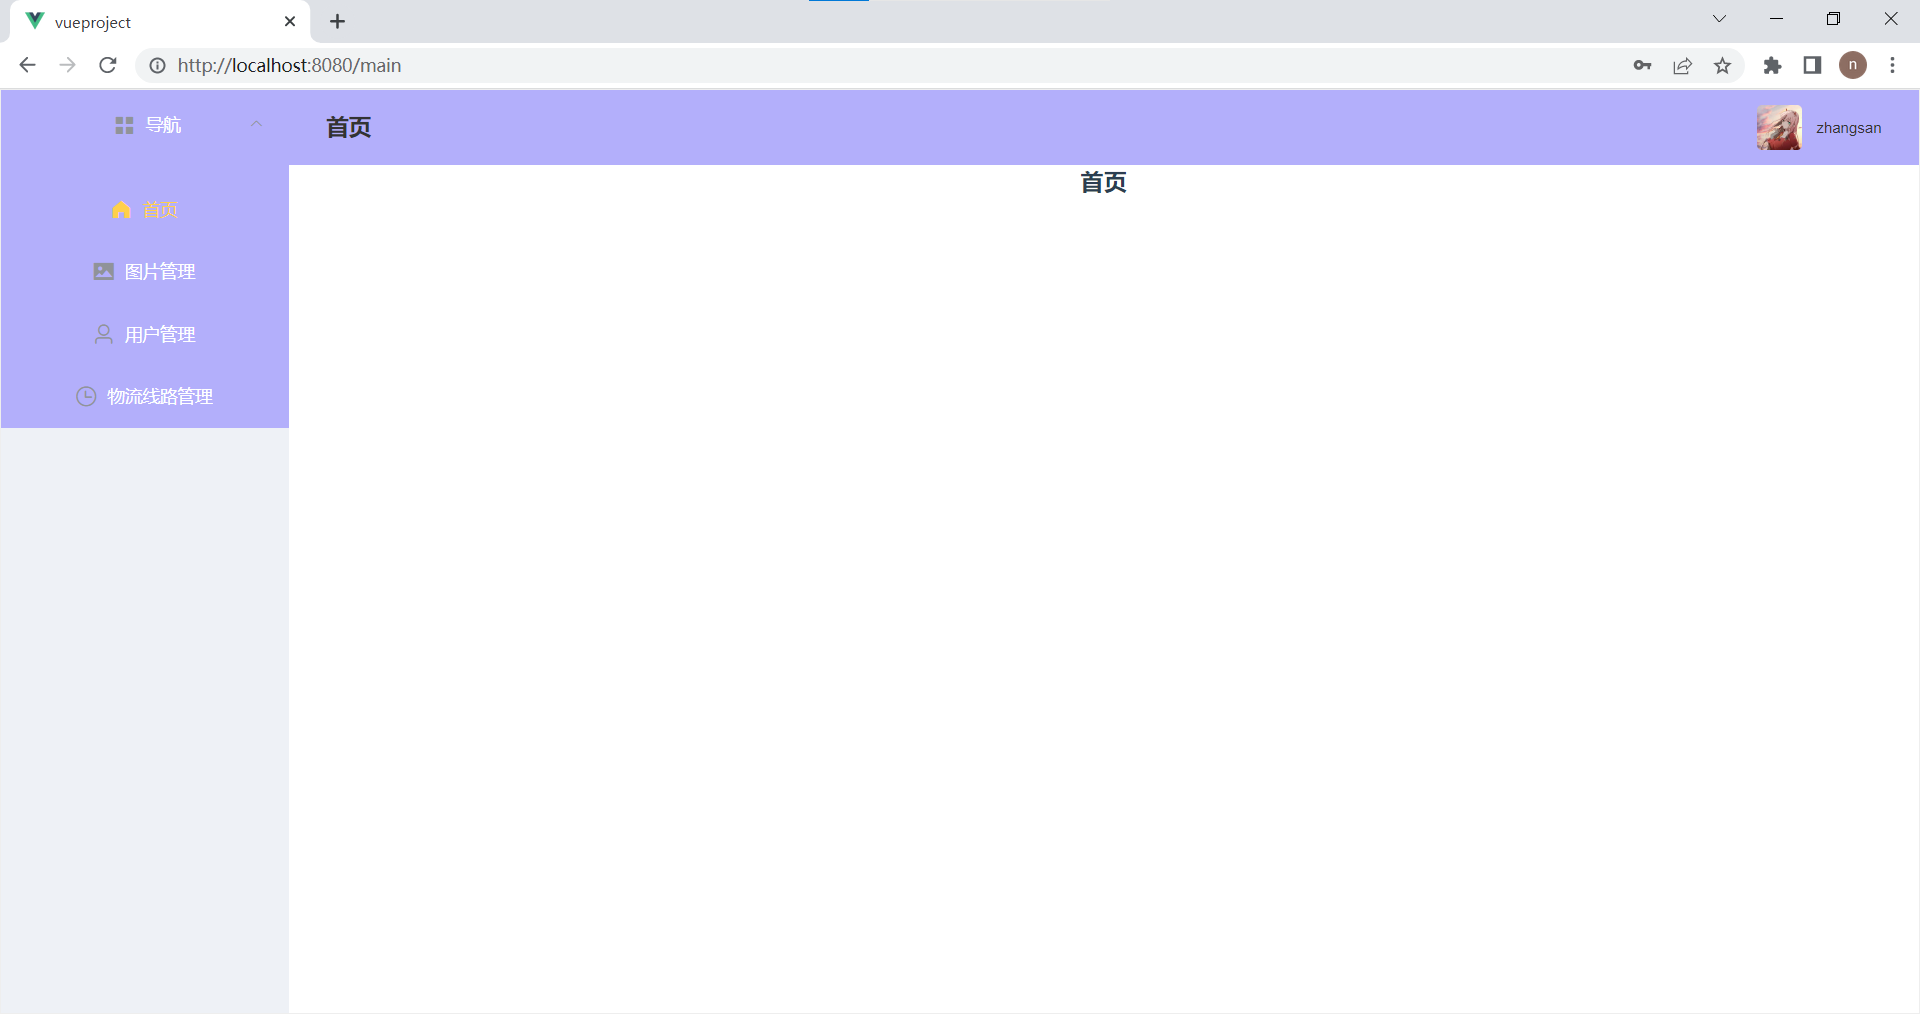 vueproject
http://localhost:8080/main
n
导航
首页
zhangsan
首页
首页
图片管理
用户管理
物流线路管理